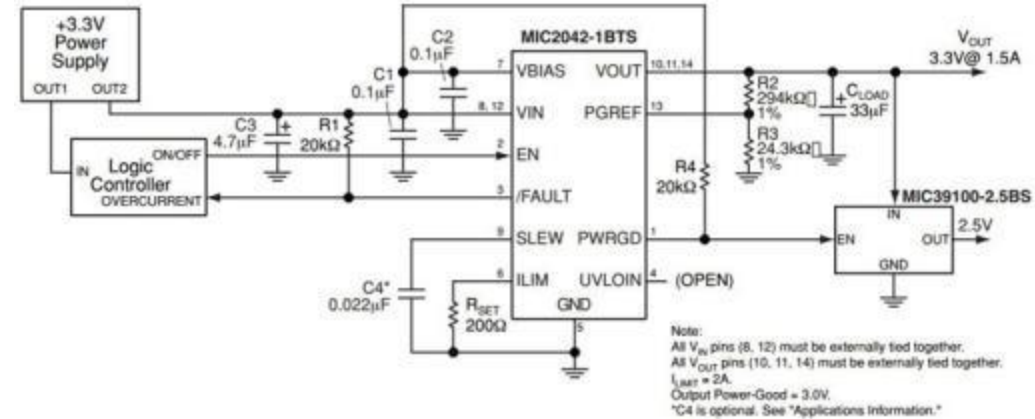 +3.3V
Power
Supply
OUT1 OUT2
C3
4.7µF
R1
20kΩ
C1
0.1µF
C2
0.1µF
IN
ON/OFF
Logic
Controller
OVERCURRENT
MIC2042-1BTS
7 VBIAS VOUT 10,11,14
8, 12 VIN PGREF 13
2 EN
3 /FAULT
9 SLEW PWRGD 1
6 ILIM UVLOIN 4 (OPEN)
GND
5
C4*
0.022µF
RSET
200Ω
R4
20kΩ
R2
294kΩ
1%
R3
24.3kΩ
1%
+ CLOAD
33µF
VOUT
3.3V@ 1.5A
MIC39100-2.5BS
IN
EN OUT
GND
2.5V
Note:
All VIN pins (8, 12) must be externally tied together.
All VOUT pins (10, 11, 14) must be externally tied together.
ILIMIT = 2A.
Output Power-Good = 3.0V.
*C4 is optional. See "Applications Information."